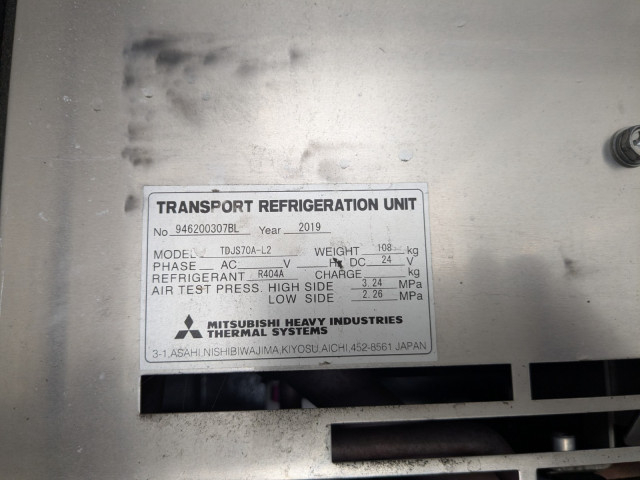 TRANSPORT REFRIGERATION UNIT
No 946200307BL Year 2019
MODEL TDJS70A-L2 WEIGHT 108 kg
PHASE AC V Hz DC 24 V
REFRIGERANT R404A CHARGE kg
AIR TEST PRESS. HIGH SIDE 3.24 MPa
LOW SIDE 2.26 MPa
MITSUBISHI HEAVY INDUSTRIES
THERMAL SYSTEMS
3-1,ASAHI,NISHIBIWAJIMA,KIYOSU,AICHI,452-8561 JAPAN